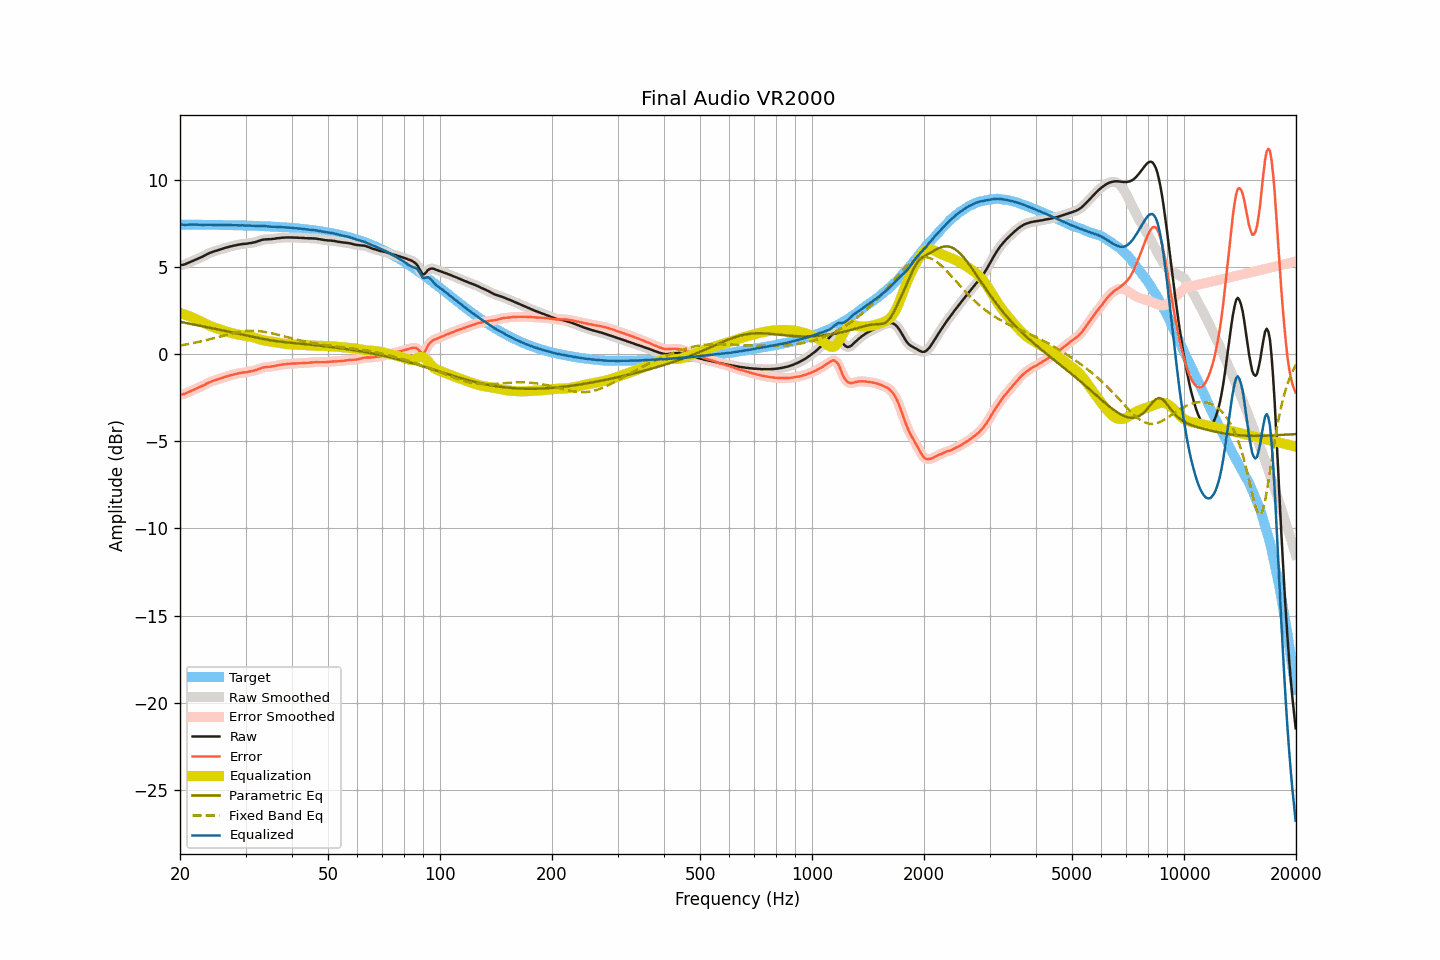 Final Audio VR2000
Amplitude (dBr)
10
5
0
−5
−10
−15
−20
−25
Target
Raw Smoothed
Error Smoothed
Raw
Error
Equalization
Parametric Eq
Fixed Band Eq
Equalized
20 50 100 200 500 1000 2000 5000 10000 20000
Frequency (Hz)